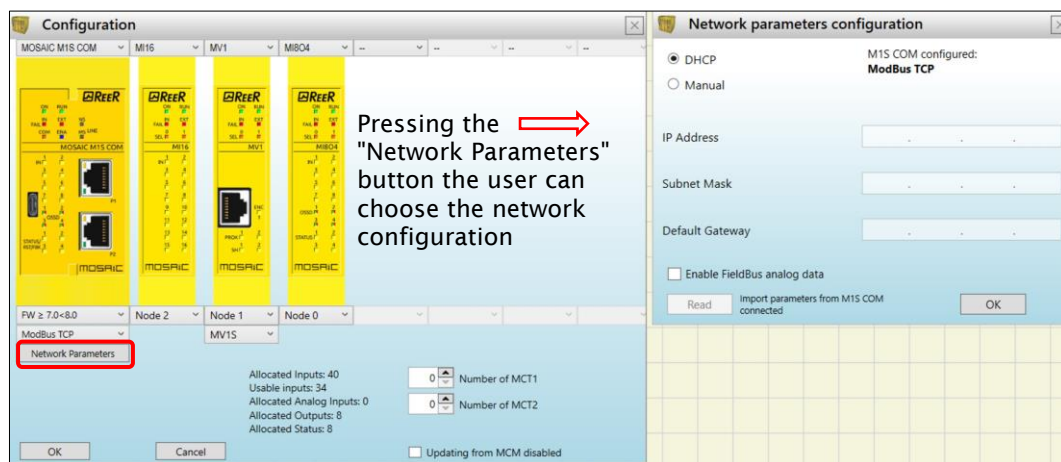 Configuration
MOSAIC M1S COM MI16 MV1 MI8O4 -- -- -- --
REER REER REER REER
MOSAIC M1S COM MI16 MV1 MI8O4
P1
P2
MOSAIC MOSAIC MOSAIC MOSAIC
FW ≥ 7.0<8.0 Node 2 Node 1 Node 0
ModBus TCP MV1S
Network Parameters
Pressing the
"Network Parameters"
button the user can
choose the network
configuration
Allocated Inputs: 40
Usable inputs: 34
Allocated Analog Inputs: 0
Allocated Outputs: 8
Allocated Status: 8
0 Number of MCT1
0 Number of MCT2
OK Cancel Updating from MCM disabled
Network parameters configuration
DHCP
Manual
M1S COM configured:
ModBus TCP
IP Address . . .
Subnet Mask . . .
Default Gateway . . .
Enable FieldBus analog data
Read Import parameters from M1S COM
connected
OK